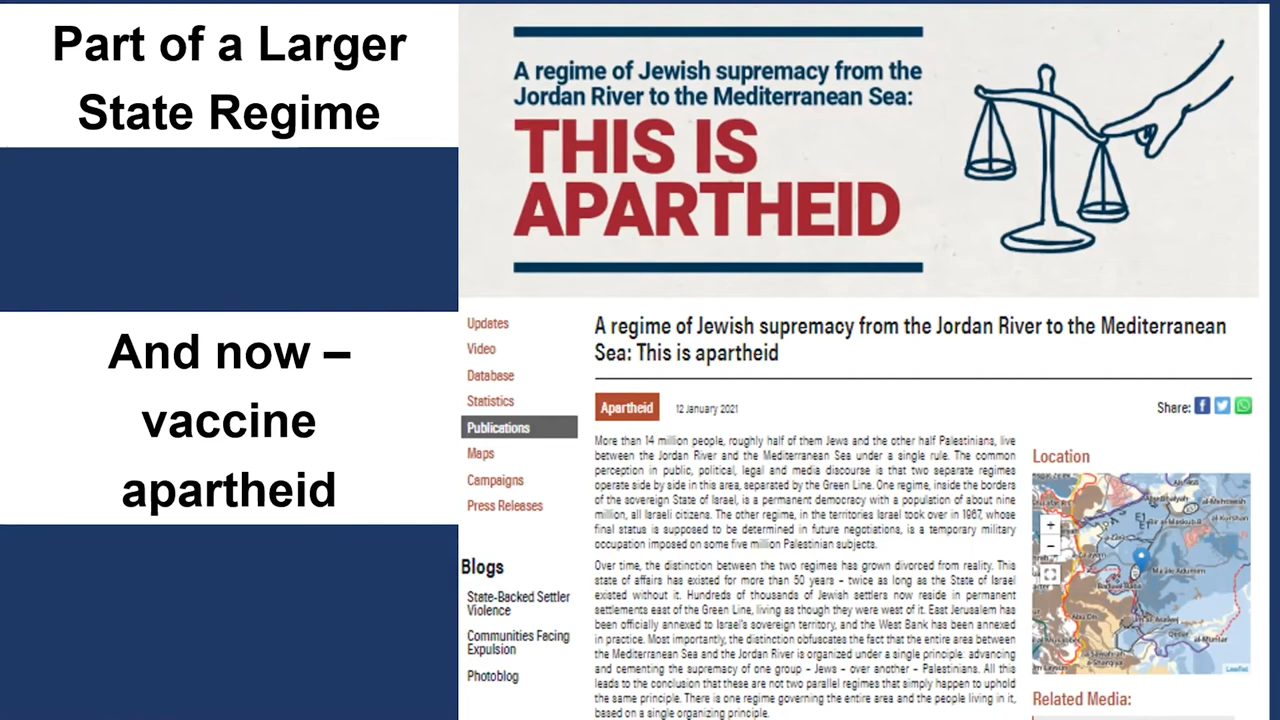 Part of a Larger
State Regime
And now –
vaccine
apartheid
A regime of Jewish supremacy from the
Jordan River to the Mediterranean Sea:
THIS IS
APARTHEID
Updates
Video
Database
Statistics
Publications
Maps
Campaigns
Press Releases
Blogs
State-Backed Settler
Violence
Communities Facing
Expulsion
Photoblog
A regime of Jewish supremacy from the Jordan River to the Mediterranean
Sea: This is apartheid
Apartheid
12 January 2021
Share:
More than 14 million people, roughly half of them Jews and the other half Palestinians, live
between the Jordan River and the Mediterranean Sea under a single rule. The common
perception in public, political, legal and media discourse is that two separate regimes
operate side by side in this area, separated by the Green Line. One regime, inside the borders
of the sovereign State of Israel, is a permanent democracy with a population of about nine
million, all Israeli citizens. The other regime, in the territories Israel took over in 1967, whose
final status is supposed to be determined in future negotiations, is a temporary military
occupation imposed on some five million Palestinian subjects.
Over time, the distinction between the two regimes has grown divorced from reality. This
state of affairs has existed for more than 50 years – twice as long as the State of Israel
existed without it. Hundreds of thousands of Jewish settlers now reside in permanent
settlements east of the Green Line, living as though they were west of it. East Jerusalem has
been officially annexed to Israel's sovereign territory, and the West Bank has been annexed
in practice. Most importantly, the distinction obfuscates the fact that the entire area between
the Mediterranean Sea and the Jordan River is organized under a single principle: advancing
and cementing the supremacy of one group – Jews – over another – Palestinians. All this
leads to the conclusion that these are not two parallel regimes that simply happen to uphold
the same principle. There is one regime governing the entire area and the people living in it,
based on a single organizing principle.
Location
+
−
E1
Ma'ale Adumim
Abu Dis
Leaflet
Related Media: